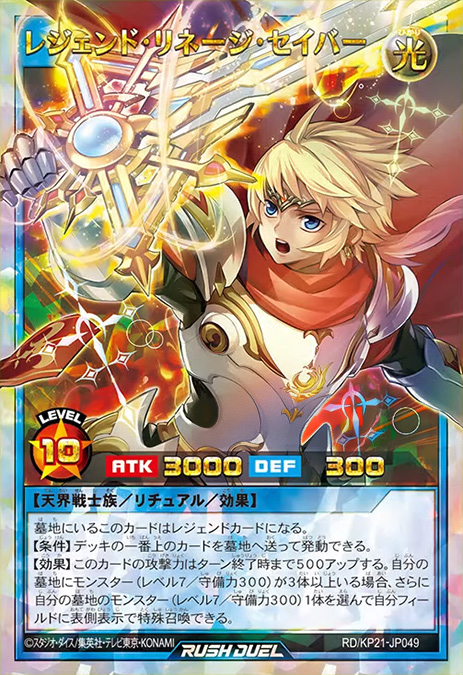 レジェンド・リネージ・セイバー
光
LEVEL
10
ATK 3000 DEF 300
【天界戦士族／リチュアル／効果】
墓地にいるこのカードはレジェンドカードになる。
【条件】デッキの一番上のカードを墓地へ送って発動できる。
【効果】このカードの攻撃力はターン終了時まで500アップする。自分の
墓地にモンスター（レベル7／守備力300）が3体以上いる場合、さらに
自分の墓地のモンスター（レベル7／守備力300）1体を選んで自分フィー
ルドに表側表示で特殊召喚できる。
©スタジオ・ダイス/集英社・テレビ東京・KONAMI
RUSH DUEL
RD/KP21-JP049